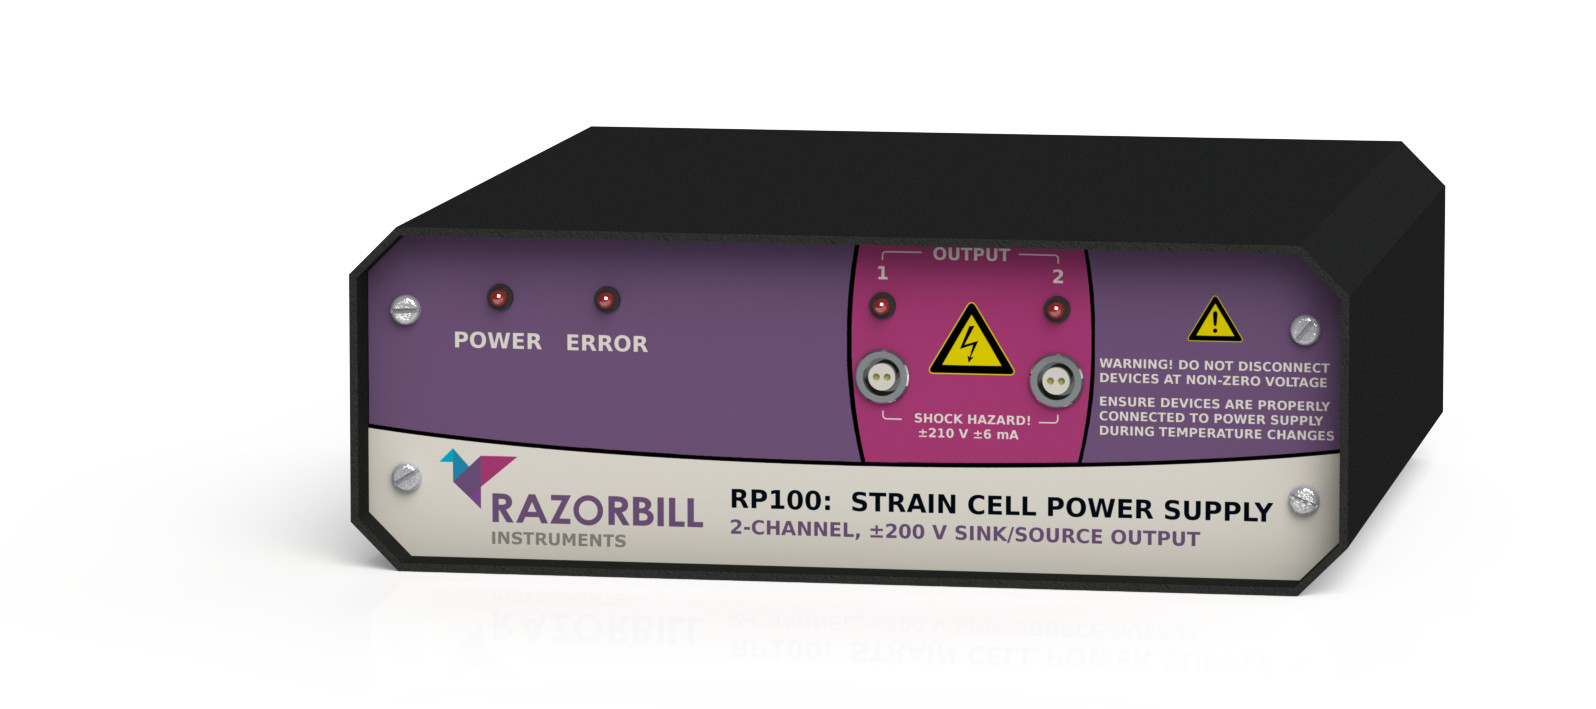 OUTPUT
1
2
POWER
ERROR
SHOCK HAZARD!
±210 V ±6 mA
WARNING! DO NOT DISCONNECT
DEVICES AT NON-ZERO VOLTAGE
ENSURE DEVICES ARE PROPERLY
CONNECTED TO POWER SUPPLY
DURING TEMPERATURE CHANGES
RAZORBILL
INSTRUMENTS
RP100: STRAIN CELL POWER SUPPLY
2-CHANNEL, ±200 V SINK/SOURCE OUTPUT